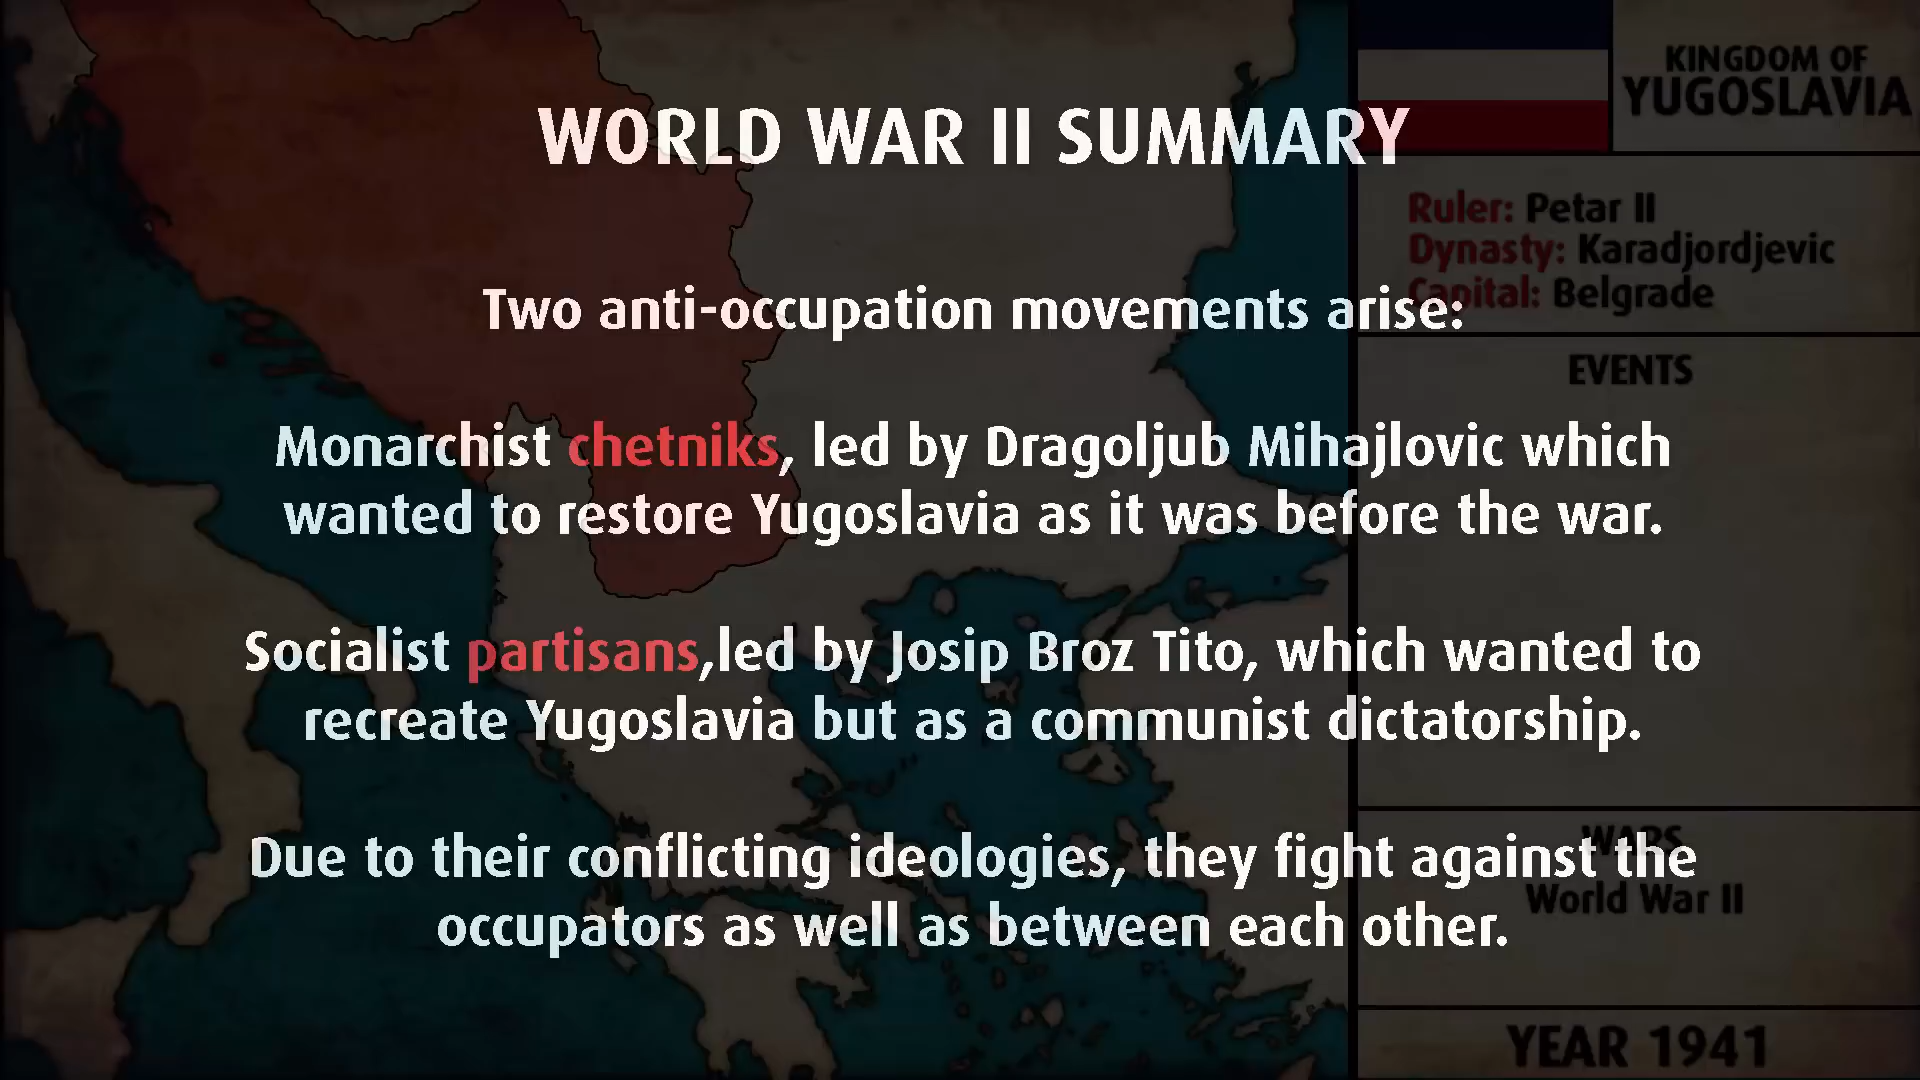 WORLD WAR II SUMMARY
Two anti-occupation movements arise:
Monarchist chetniks, led by Dragoljub Mihajlovic which
wanted to restore Yugoslavia as it was before the war.
Socialist partisans,led by Josip Broz Tito, which wanted to
recreate Yugoslavia but as a communist dictatorship.
Due to their conflicting ideologies, they fight against the
occupators as well as between each other.
KINGDOM OF
YUGOSLAVIA
Ruler: Petar II
Dynasty: Karadjordjevic
Capital: Belgrade
EVENTS
WARS
World War II
YEAR 1941